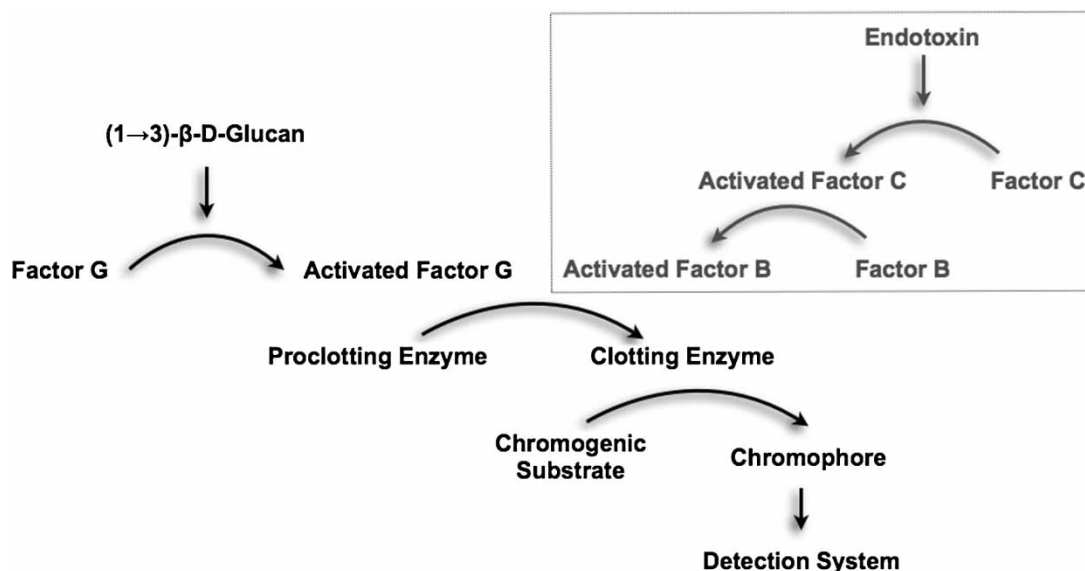 Endotoxin
(1→3)-β-D-Glucan
Activated Factor C
Factor C
Factor G
Activated Factor G
Activated Factor B
Factor B
Proclotting Enzyme
Clotting Enzyme
Chromogenic
Substrate
Chromophore
Detection System